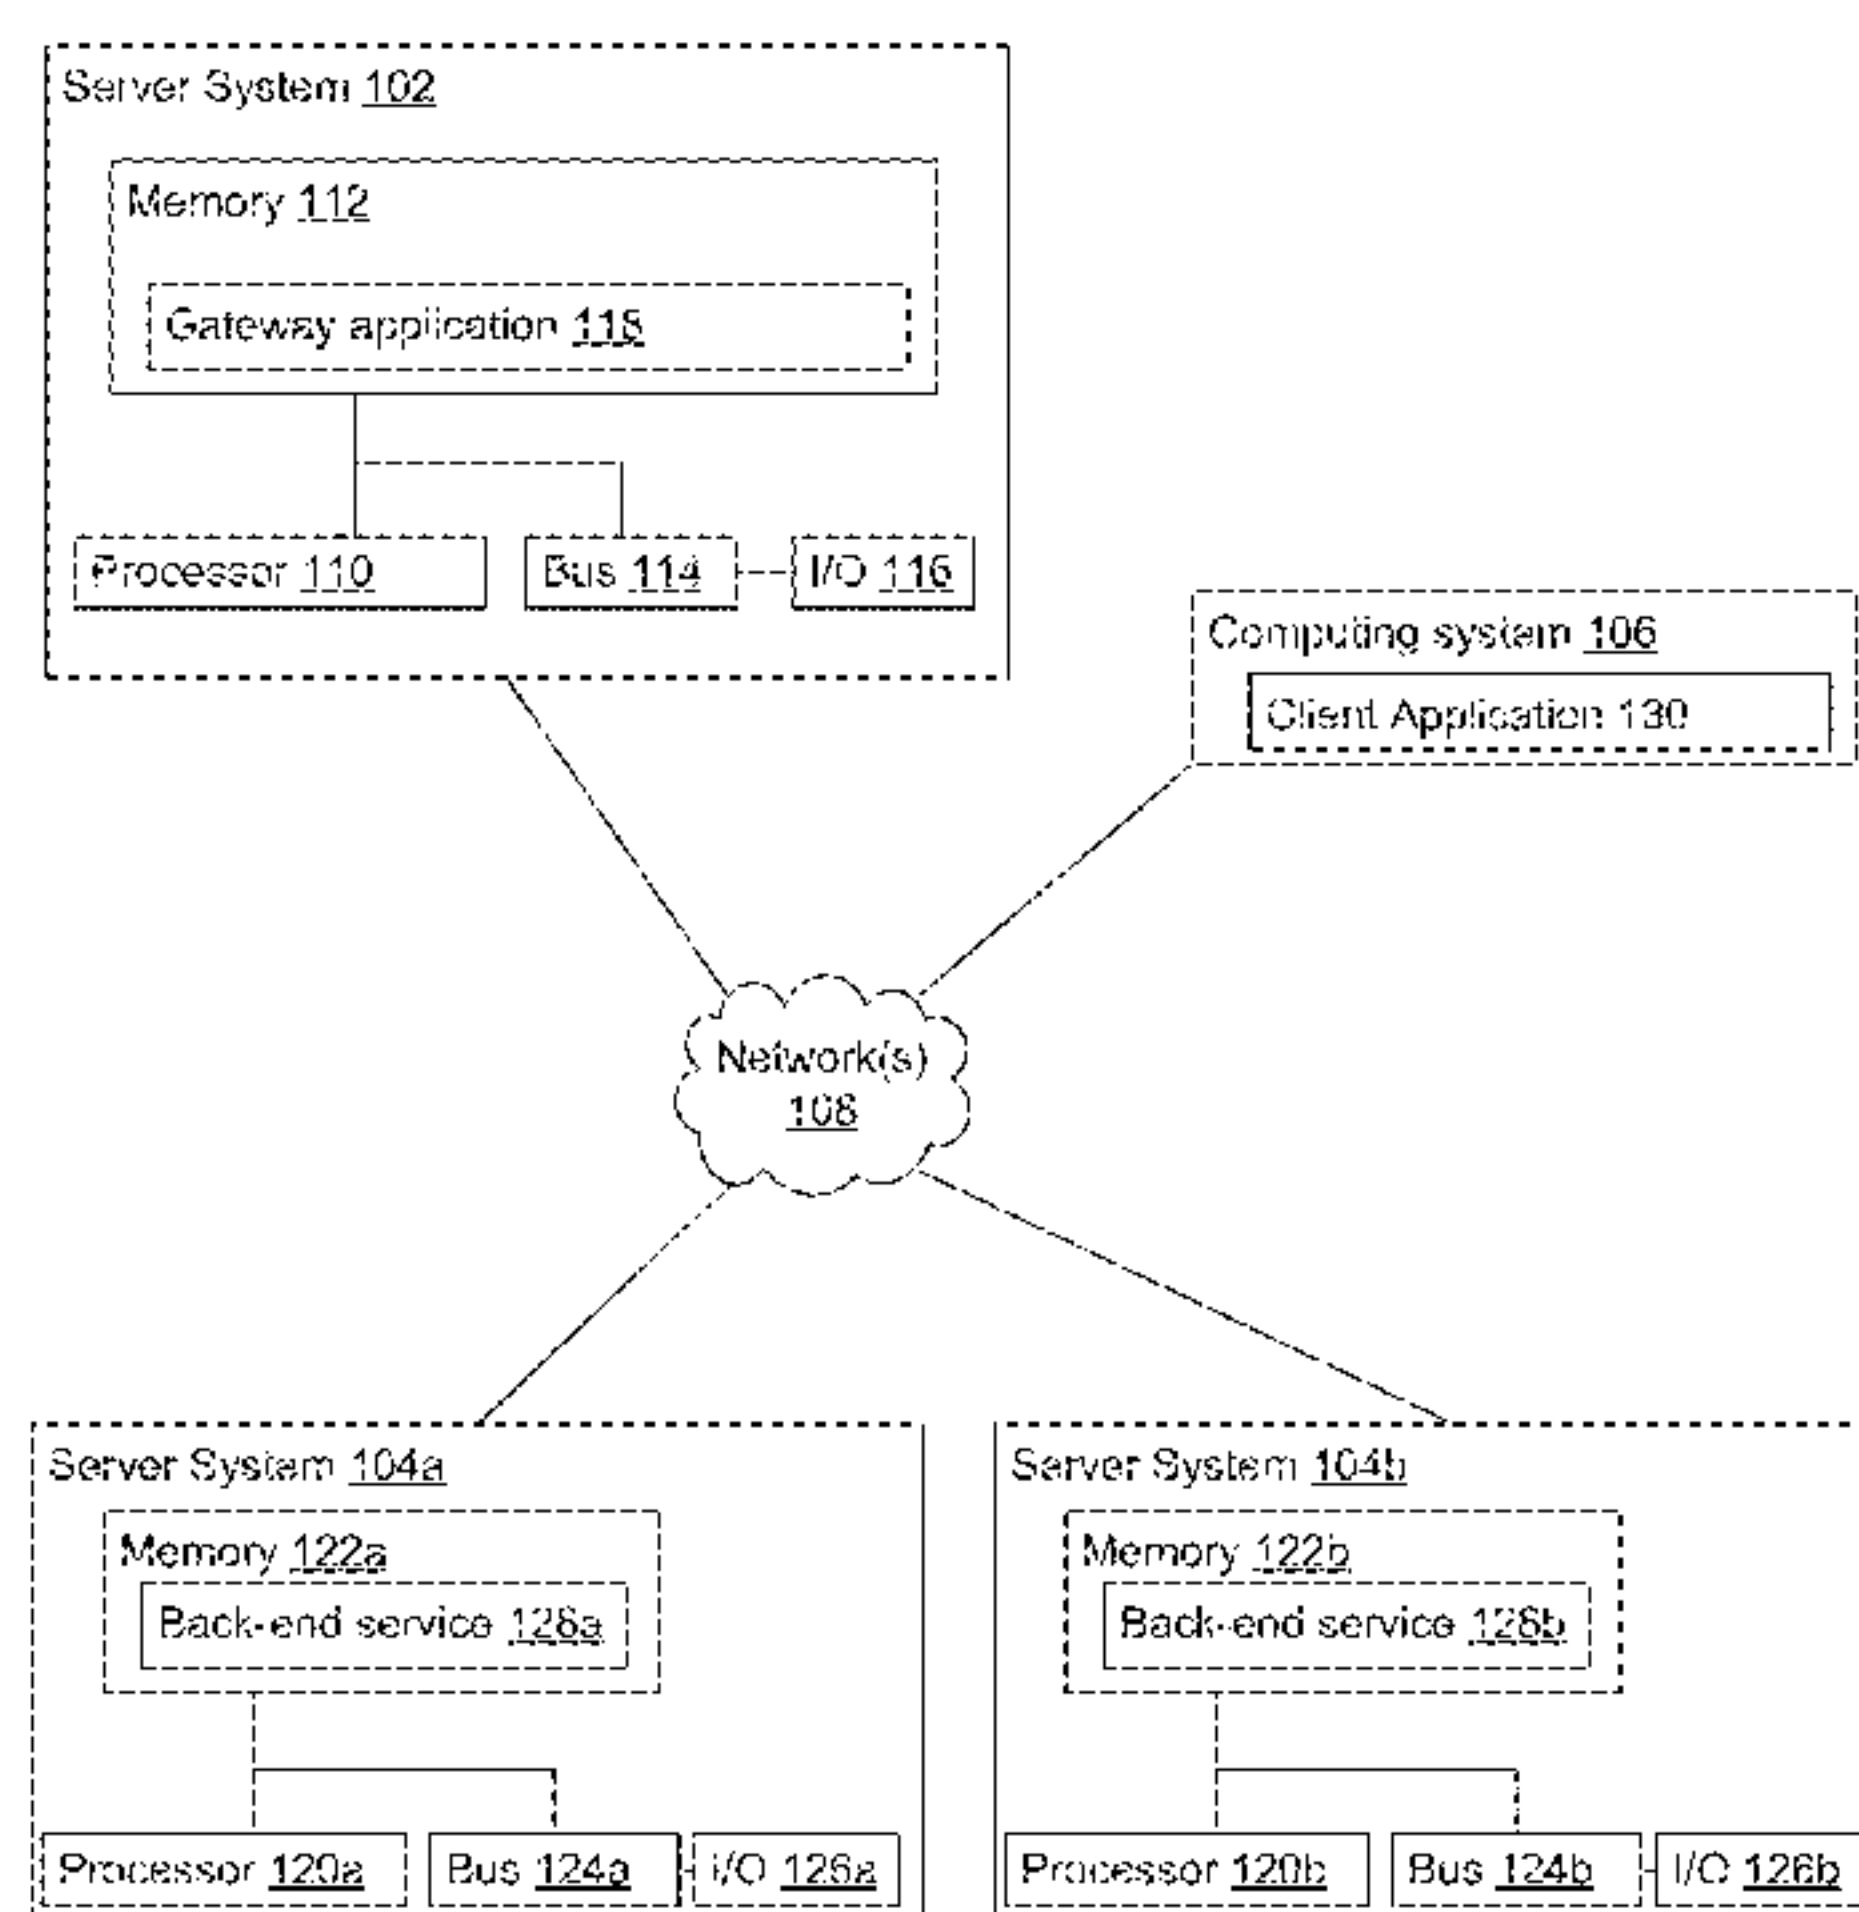 Server System 102
Memory 112
Gateway application 118
Processor 110
Bus 114
I/O 116
Computing system 106
Client Application 130
Network(s)
108
Server System 104a
Server System 104b
Memory 122a
Memory 122b
Back-end service 128a
Back-end service 128b
Processor 120a
Bus 124a
I/O 126a
Processor 120b
Bus 124b
I/O 126b